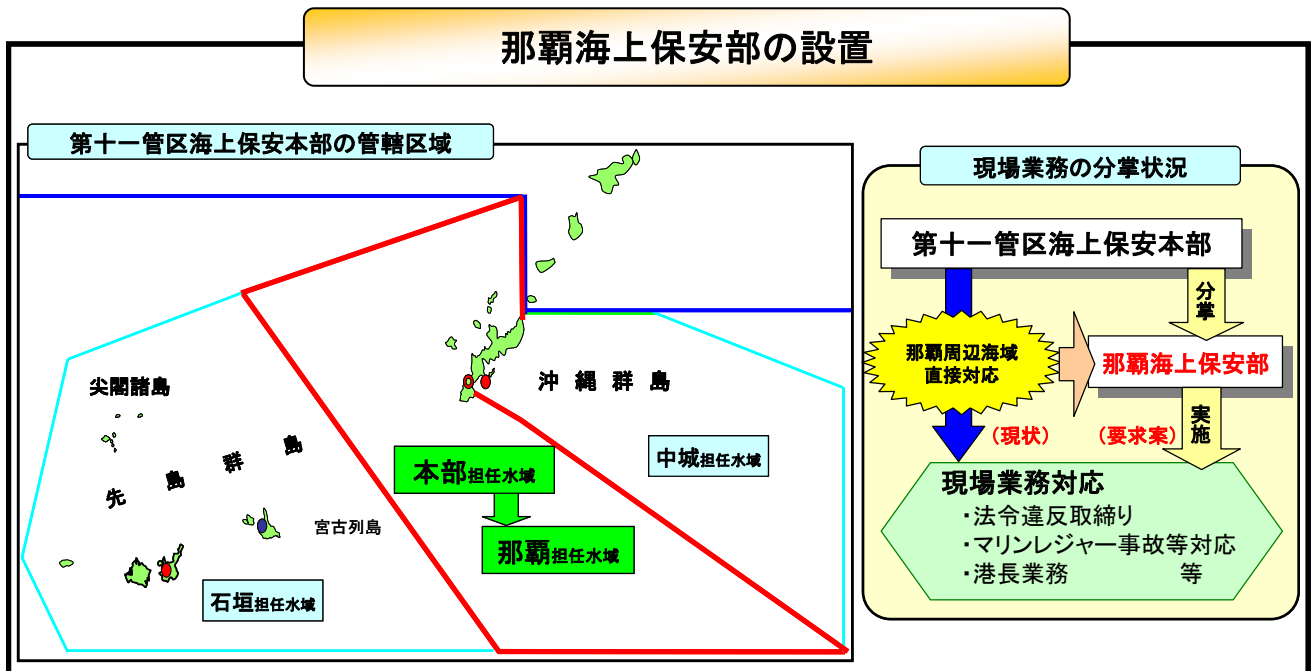 那覇海上保安部の設置
第十一管区海上保安本部の管轄区域
尖閣諸島
先島群島
宮古列島
石垣担任水域
沖縄群島
中城担任水域
本部担任水域
那覇担任水域
現場業務の分掌状況
第十一管区海上保安本部
分掌
那覇周辺海域
直接対応
那覇海上保安部
(現状)
(要求案)
実施
現場業務対応
・法令違反取締り
・マリンレジャー事故等対応
・港長業務 等